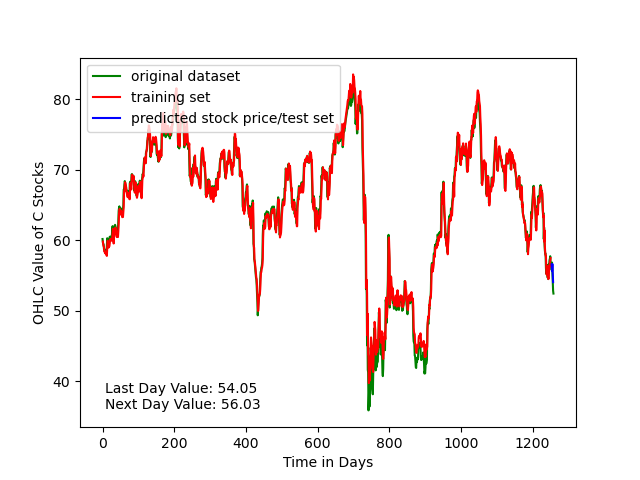 original dataset
training set
predicted stock price/test set
80
70
60
50
40
OHLC Value of C Stocks
Last Day Value: 54.05
Next Day Value: 56.03
0 200 400 600 800 1000 1200
Time in Days